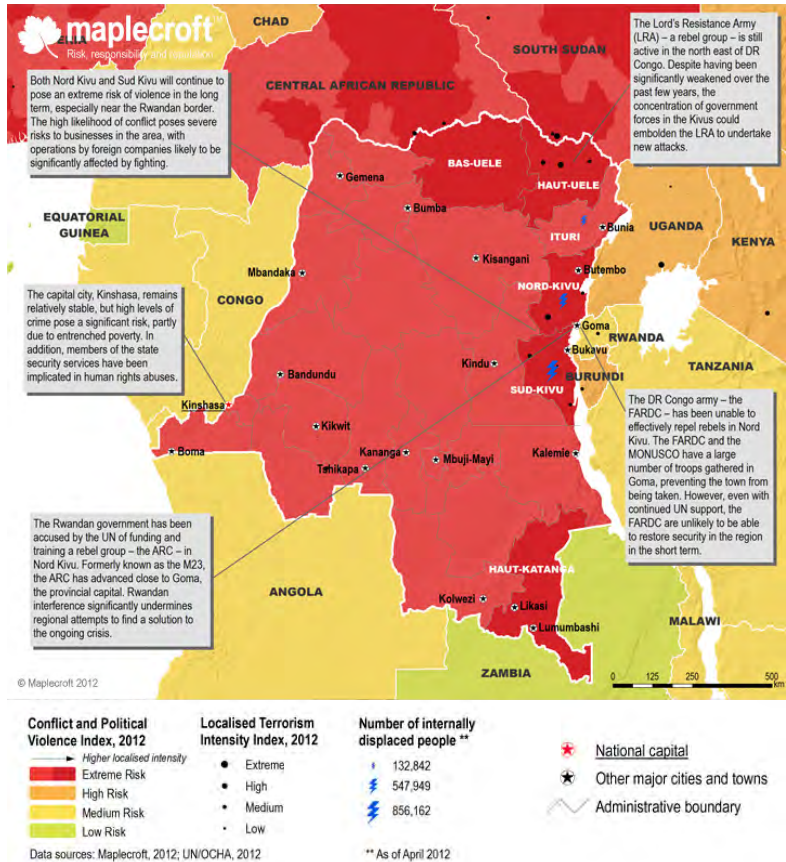 maplecroft
Risk, responsibility and reputation
CHAD
SOUTH SUDAN
CENTRAL AFRICAN REPUBLIC
Both Nord Kivu and Sud Kivu will continue to
pose an extreme risk of violence in the long
term, especially near the Rwandan border.
The high likelihood of conflict poses severe
risks to businesses in the area, with
operations by foreign companies likely to be
significantly affected by fighting.
The Lord's Resistance Army
(LRA) – a rebel group – is still
active in the north east of DR
Congo. Despite having been
significantly weakened over the
past few years, the
concentration of government
forces in the Kivus could
embolden the LRA to undertake
new attacks.
BAS-UELE
HAUT-UELE
Gemena
Bumba
EQUATORIAL
GUINEA
UGANDA
ITURI
Bunia
KENYA
Kisangani
Mbandaka
Butembo
NORD-KIVU
CONGO
The capital city, Kinshasa, remains
relatively stable, but high levels of
crime pose a significant risk, partly
due to entrenched poverty. In
addition, members of the state
security services have been
implicated in human rights abuses.
Goma
RWANDA
Bukavu
Kindu
BURUNDI
TANZANIA
Bandundu
SUD-KIVU
Kinshasa
The DR Congo army – the
FARDC – has been unable to
effectively repel rebels in Nord
Kivu. The FARDC and the
MONUSCO have a large
number of troops gathered in
Goma, preventing the town from
being taken. However, even with
continued UN support, the
FARDC are unlikely to be able
to restore security in the region
in the short term.
Kikwit
Boma
Kananga
Mbuji-Mayi
Kalemie
Tshikapa
The Rwandan government has been
accused by the UN of funding and
training a rebel group – the ARC – in
Nord Kivu. Formerly known as the M23,
the ARC has advanced close to Goma,
the provincial capital. Rwandan
interference significantly undermines
regional attempts to find a solution to
the ongoing crisis.
HAUT-KATANGA
ANGOLA
Kolwezi
Likasi
Lumumbashi
MALAWI
ZAMBIA
© Maplecroft 2012
0 125 250 500
km
Conflict and Political
Violence Index, 2012
Higher localised intensity
Extreme Risk
High Risk
Medium Risk
Low Risk
Localised Terrorism
Intensity Index, 2012
Extreme
High
Medium
Low
Number of internally
displaced people **
132,842
547,949
856,162
National capital
Other major cities and towns
Administrative boundary
Data sources: Maplecroft, 2012; UN/OCHA, 2012
** As of April 2012